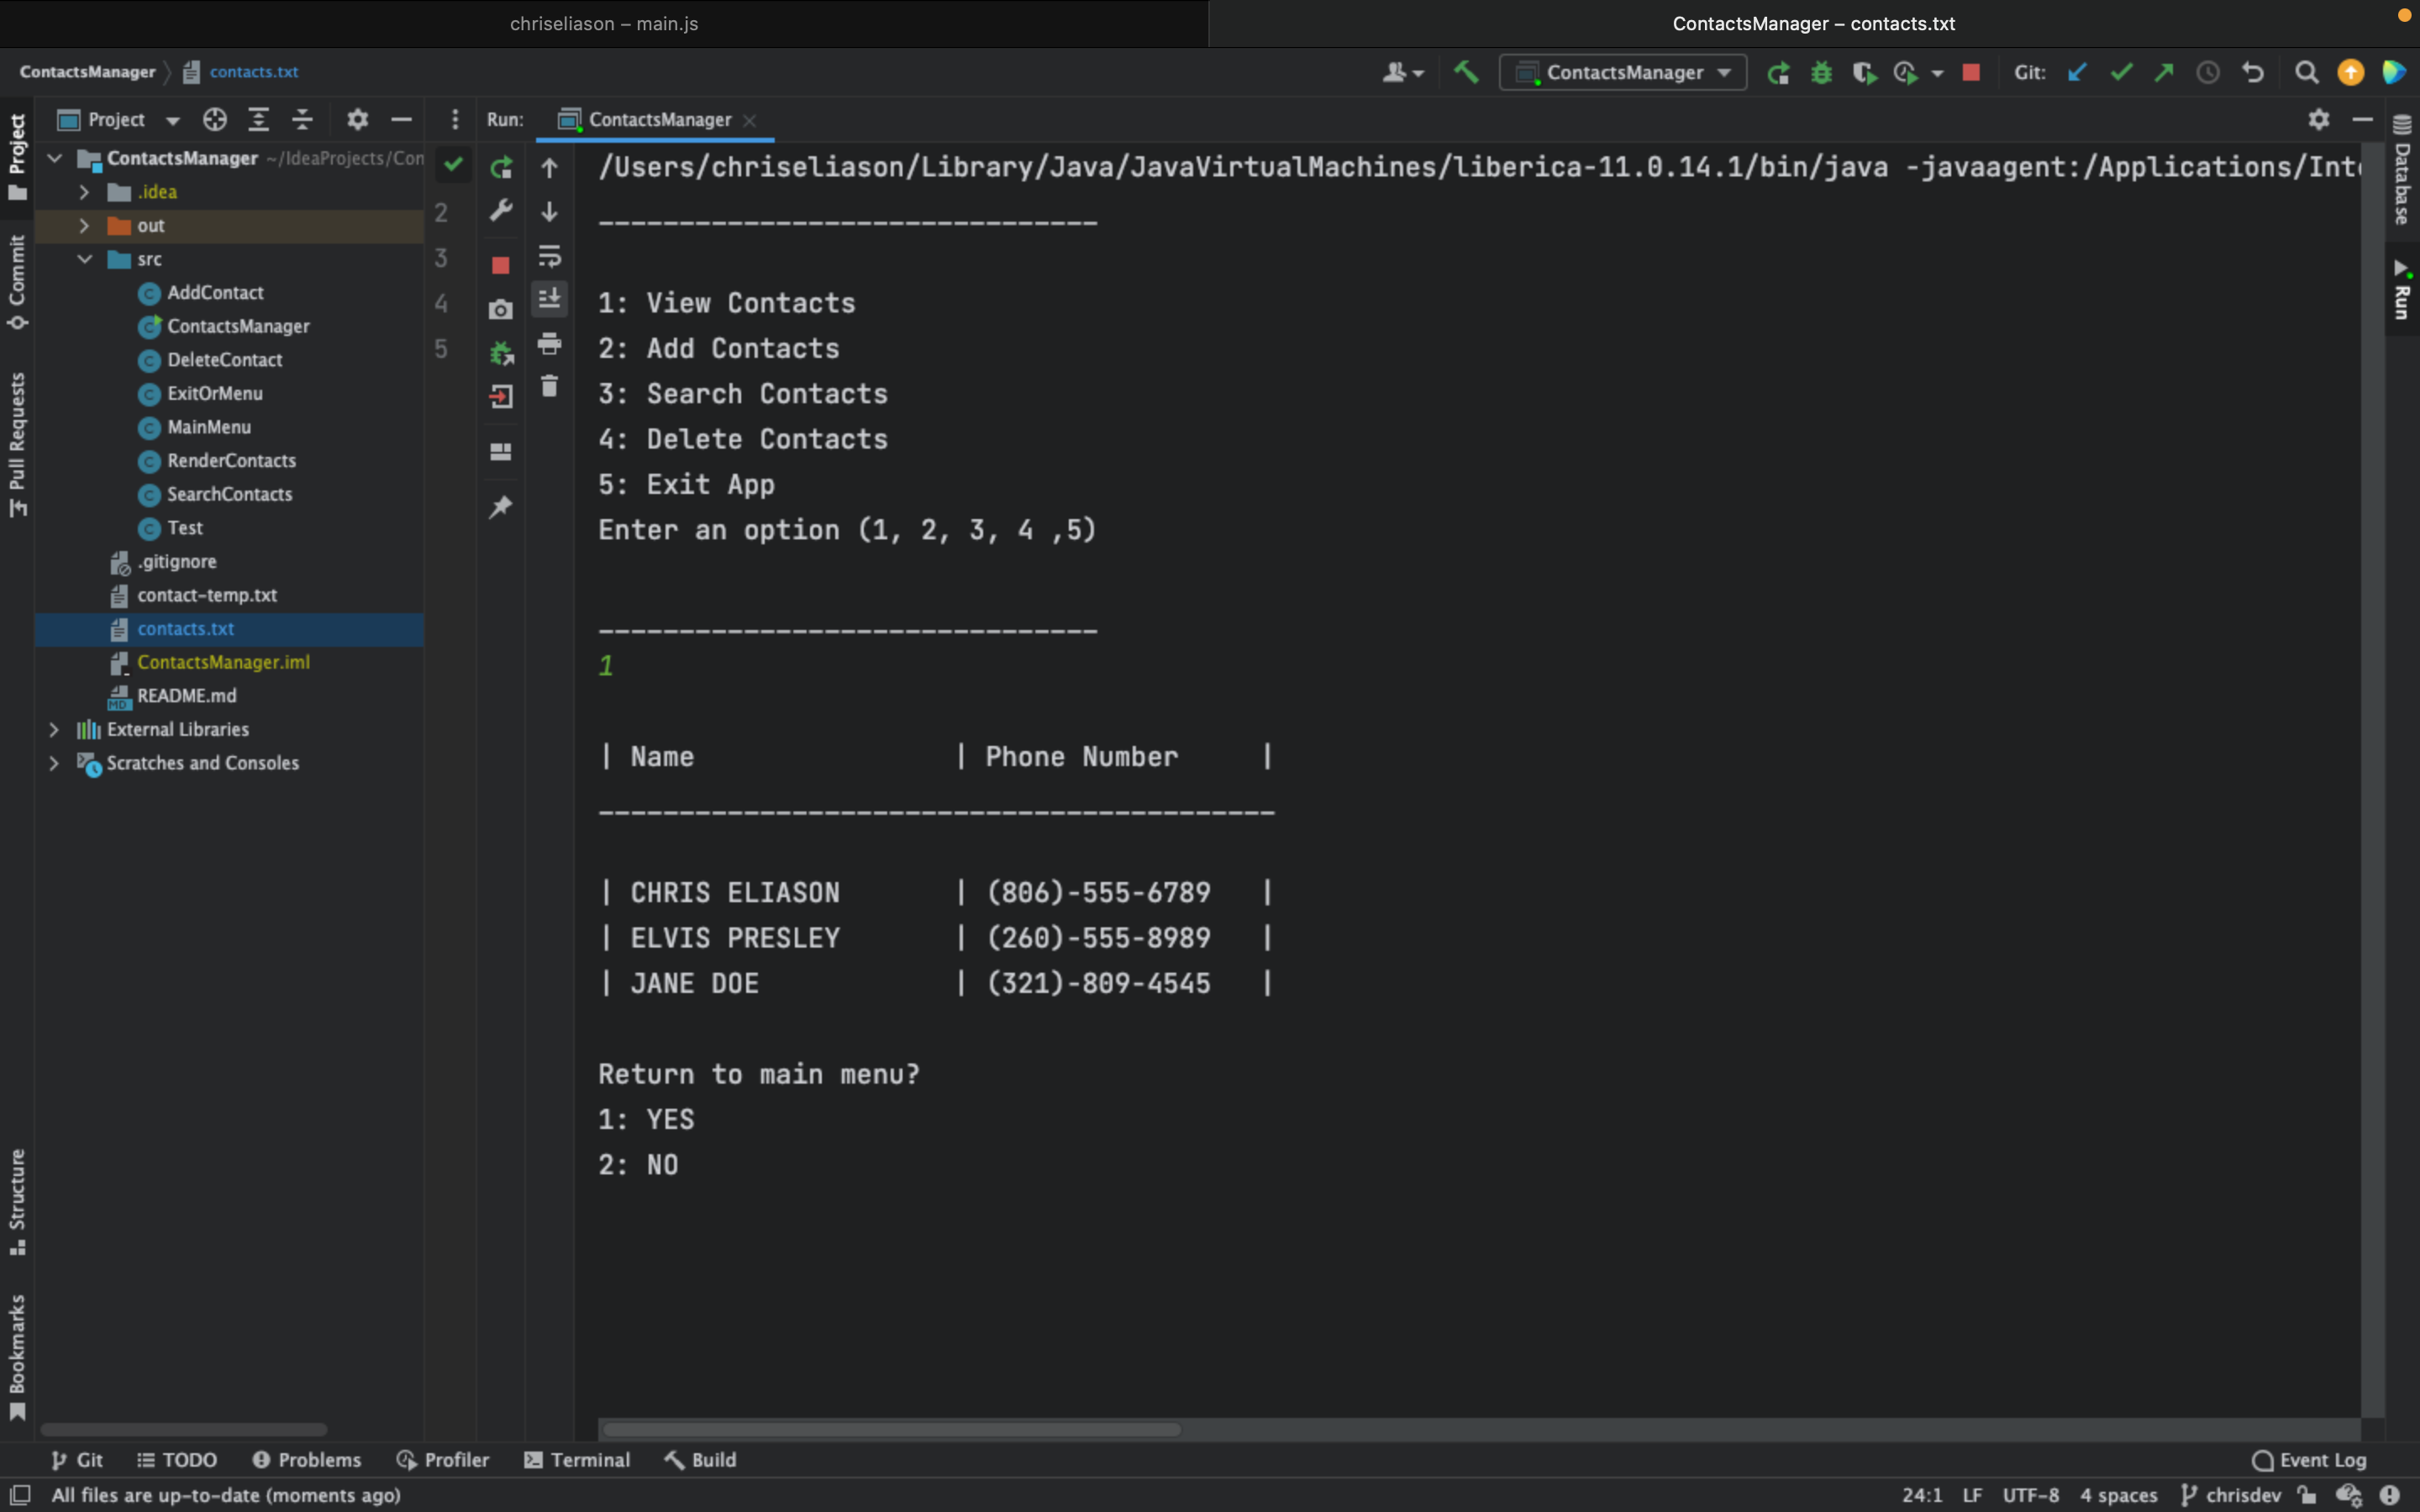 chriseliason – main.js
ContactsManager – contacts.txt
ContactsManager
contacts.txt
ContactsManager
Git:
Project
Run:
ContactsManager
Project
Commit
Pull Requests
Structure
Bookmarks
ContactsManager ~/IdeaProjects/Con
.idea
out
src
AddContact
ContactsManager
DeleteContact
ExitOrMenu
MainMenu
RenderContacts
SearchContacts
Test
.gitignore
contact-temp.txt
contacts.txt
ContactsManager.iml
MD README.md
External Libraries
Scratches and Consoles
2
3
4
5
/Users/chriseliason/Library/Java/JavaVirtualMachines/liberica-11.0.14.1/bin/java -javaagent:/Applications/Inte
-------------------------------
1: View Contacts
2: Add Contacts
3: Search Contacts
4: Delete Contacts
5: Exit App
Enter an option (1, 2, 3, 4 ,5)
-------------------------------
1
| Name | Phone Number |
------------------------------------------
| CHRIS ELIASON | (806)-555-6789 |
| ELVIS PRESLEY | (260)-555-8989 |
| JANE DOE | (321)-809-4545 |
Return to main menu?
1: YES
2: NO
Database
Run
Git
TODO
Problems
Profiler
Terminal
Build
Event Log
All files are up-to-date (moments ago)
24:1 LF UTF-8 4 spaces chrisdev